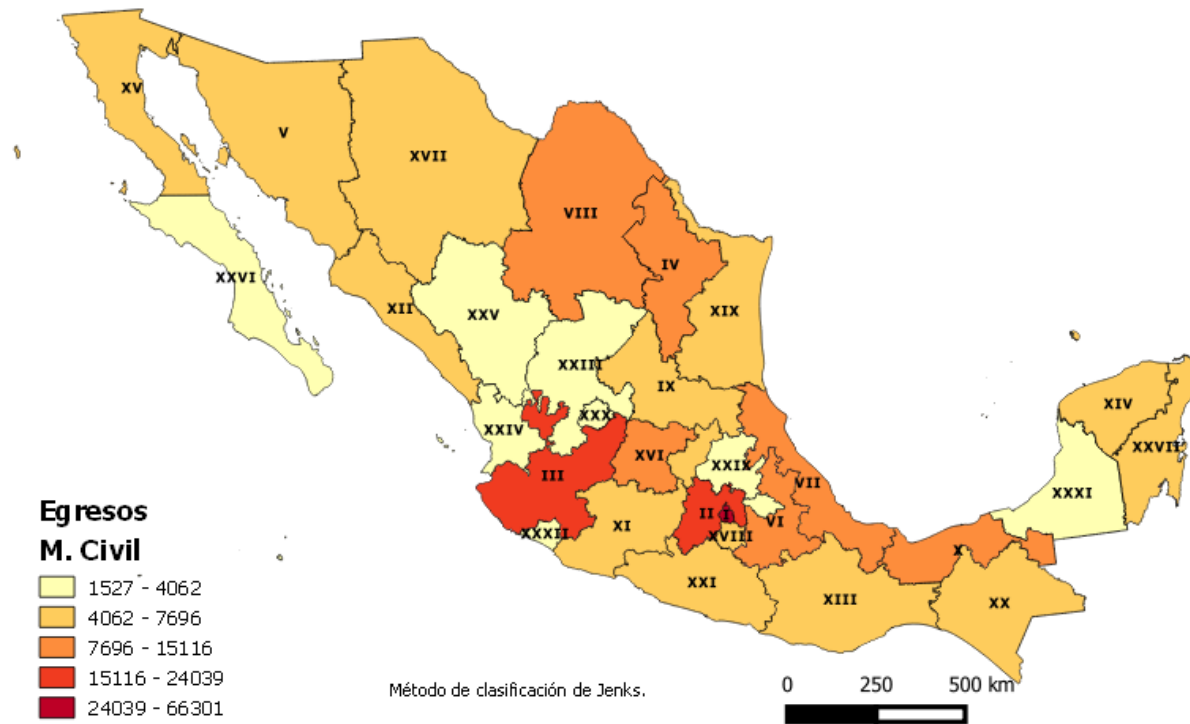 XV
V
XVII
VIII
IV
XXVI
XII
XXV
XIX
XXIII
IX
XXIV
XXX
XIV
XXVII
III
XVI
XXIX
VII
XXXI
II
I
VI
XXXII
XI
XVIII
X
XXI
XIII
XX
Egresos
M. Civil
1527 - 4062
4062 - 7696
7696 - 15116
15116 - 24039
24039 - 66301
Método de clasificación de Jenks.
0 250 500 km